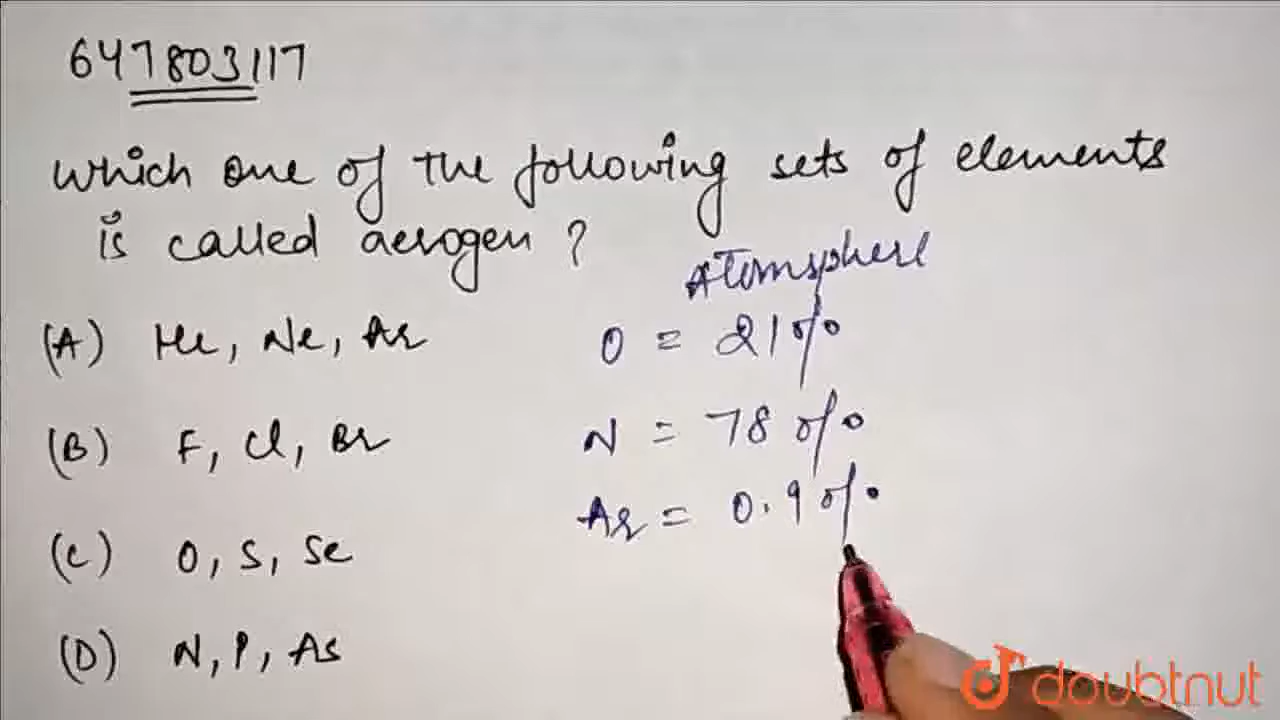 647803117
Which one of the following sets of elements
is called aerogen ?
Atomsphere
(A) He, Ne, Ar
O = 21%
(B) F, Cl, Br
N = 78%
Ar = 0.9%
(C) O, S, Se
(D) N, P, As
doubtnut